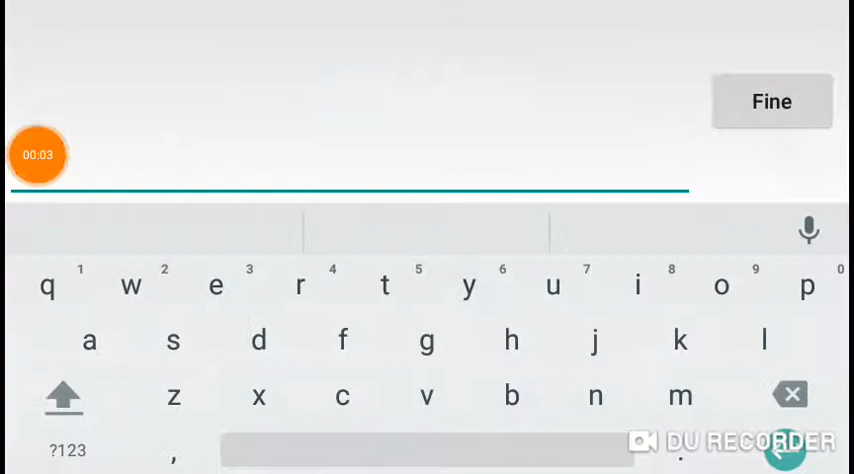 Fine
00:03
1 2 3 4 5 6 7 8 9 0
q w e r t y u i o p
a s d f g h j k l
z x c v b n m
?123 , .
DU RECORDER